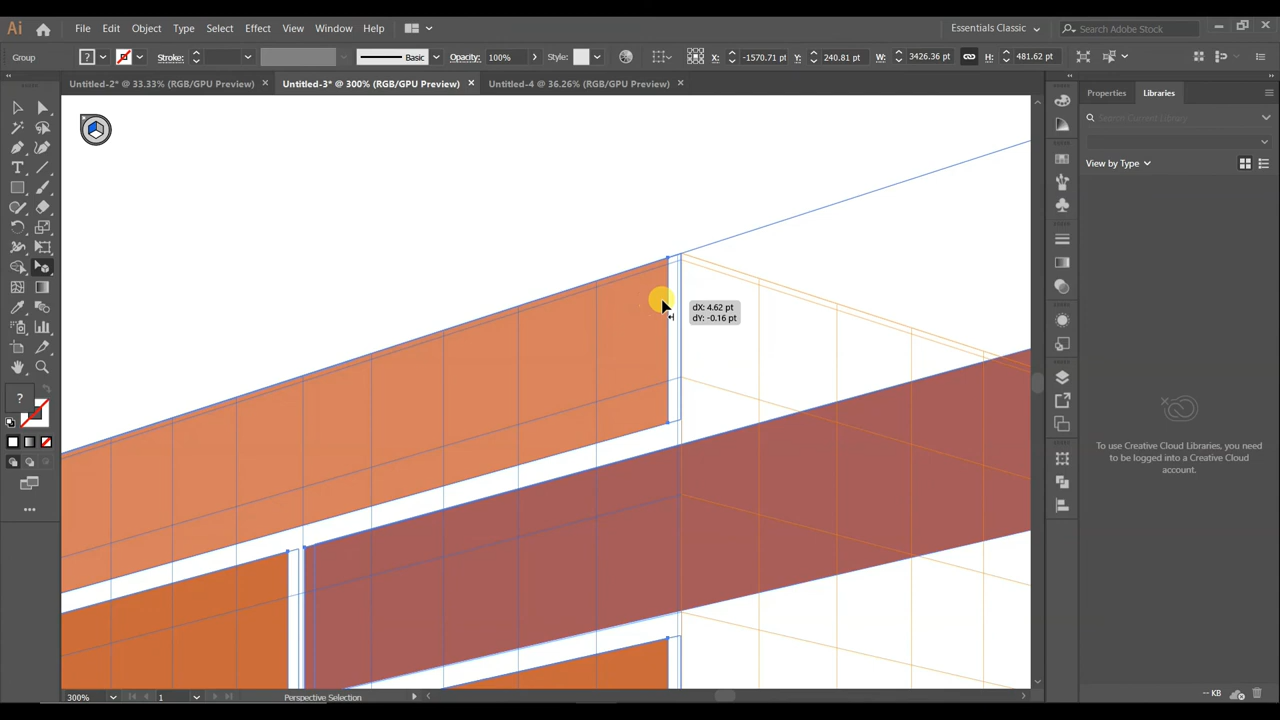 Ai File Edit Object Type Select Effect View Window Help Essentials Classic Search Adobe Stock
Group ? Stroke: Basic Opacity: 100% Style: X: -1570.71 pt Y: 240.81 pt W: 3426.36 pt H: 481.62 pt
Untitled-2* @ 33.33% (RGB/GPU Preview) × Untitled-3* @ 300% (RGB/GPU Preview) × Untitled-4 @ 36.26% (RGB/GPU Preview) ×
Properties Libraries
Search Current Library
View by Type
dX: 4.62 pt
dY: -0.16 pt
?
To use Creative Cloud Libraries, you need
to be logged into a Creative Cloud
account.
300% 1 Perspective Selection
-- KB